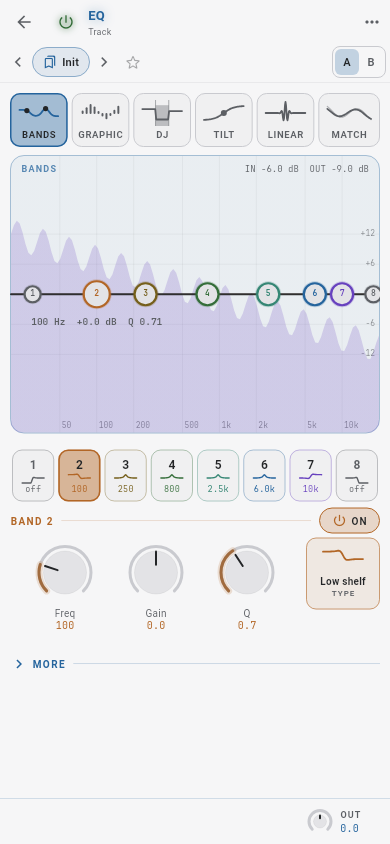 EQ
Track
Init
A B
BANDS GRAPHIC DJ TILT LINEAR MATCH
BANDS IN -6.0 dB OUT -9.0 dB
+12
+6
1 2 3 4 5 6 7 8
100 Hz +0.0 dB Q 0.71
-6
-12
50 100 200 500 1k 2k 5k 10k
1 2 3 4 5 6 7 8
off 100 250 800 2.5k 6.0k 10k off
BAND 2 ON
Low shelf
TYPE
Freq Gain Q
100 0.0 0.7
MORE
OUT
0.0